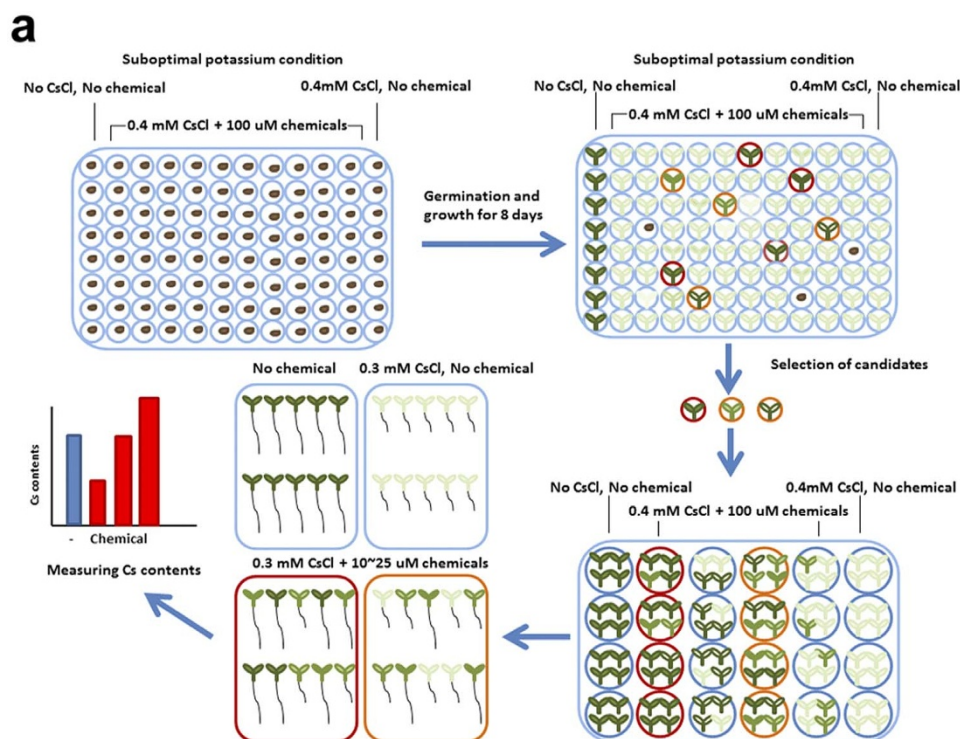 a
Suboptimal potassium condition
No CsCl, No chemical
0.4mM CsCl, No chemical
0.4 mM CsCl + 100 uM chemicals
Germination and
growth for 8 days
Suboptimal potassium condition
No CsCl, No chemical
0.4mM CsCl, No chemical
0.4 mM CsCl + 100 uM chemicals
Selection of candidates
No CsCl, No chemical
0.4mM CsCl, No chemical
0.4 mM CsCl + 100 uM chemicals
No chemical
0.3 mM CsCl, No chemical
0.3 mM CsCl + 10~25 uM chemicals
Cs contents
- Chemical
Measuring Cs contents